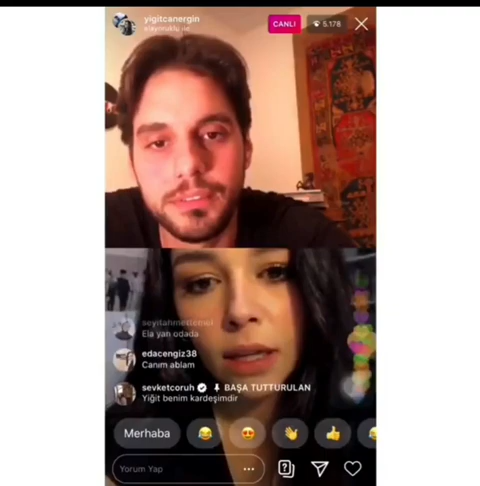 yigitcanergin
CANLI
5.178
seyitahmettemel
Ela yan odada
edacengiz38
Canım ablam
sevketcoruh
BAŞA TUTTURULAN
Yiğit benim kardeşimdir
Merhaba
Yorum Yap